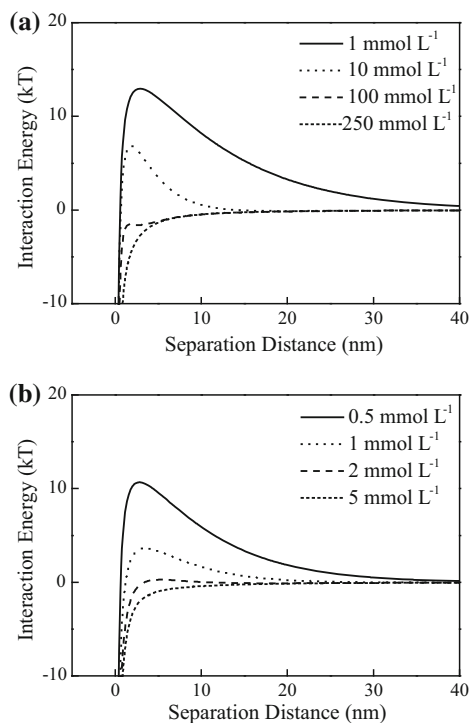 (a)
20
10
0
-10
Interaction Energy (kT)
1 mmol L-1
10 mmol L-1
100 mmol L-1
250 mmol L-1
0 10 20 30 40
Separation Distance (nm)
(b)
20
10
0
-10
Interaction Energy (kT)
0.5 mmol L-1
1 mmol L-1
2 mmol L-1
5 mmol L-1
0 10 20 30 40
Separation Distance (nm)